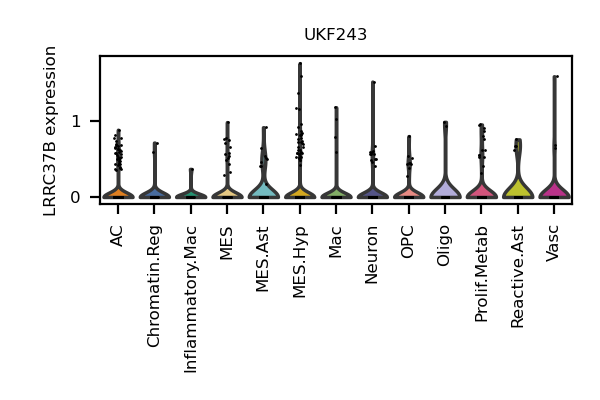 UKF243
LRRC37B expression
1
0
AC
Chromatin.Reg
Inflammatory.Mac
MES
MES.Ast
MES.Hyp
Mac
Neuron
OPC
Oligo
Prolif.Metab
Reactive.Ast
Vasc